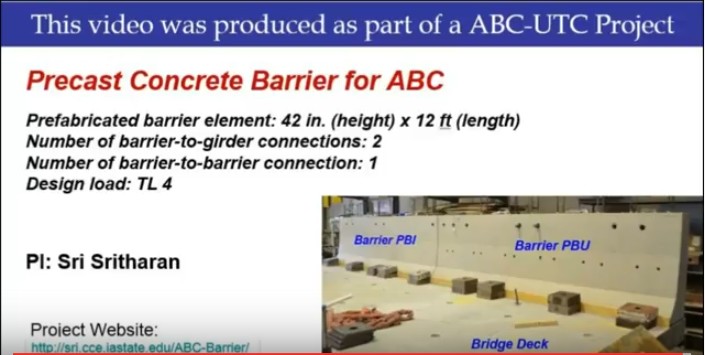 This video was produced as part of a ABC-UTC Project
Precast Concrete Barrier for ABC
Prefabricated barrier element: 42 in. (height) x 12 ft (length)
Number of barrier-to-girder connections: 2
Number of barrier-to-barrier connection: 1
Design load: TL 4
Barrier PBI
Barrier PBU
PI: Sri Sritharan
Project Website:
http://sri.cce.iastate.edu/ABC-Barrier/
Bridge Deck